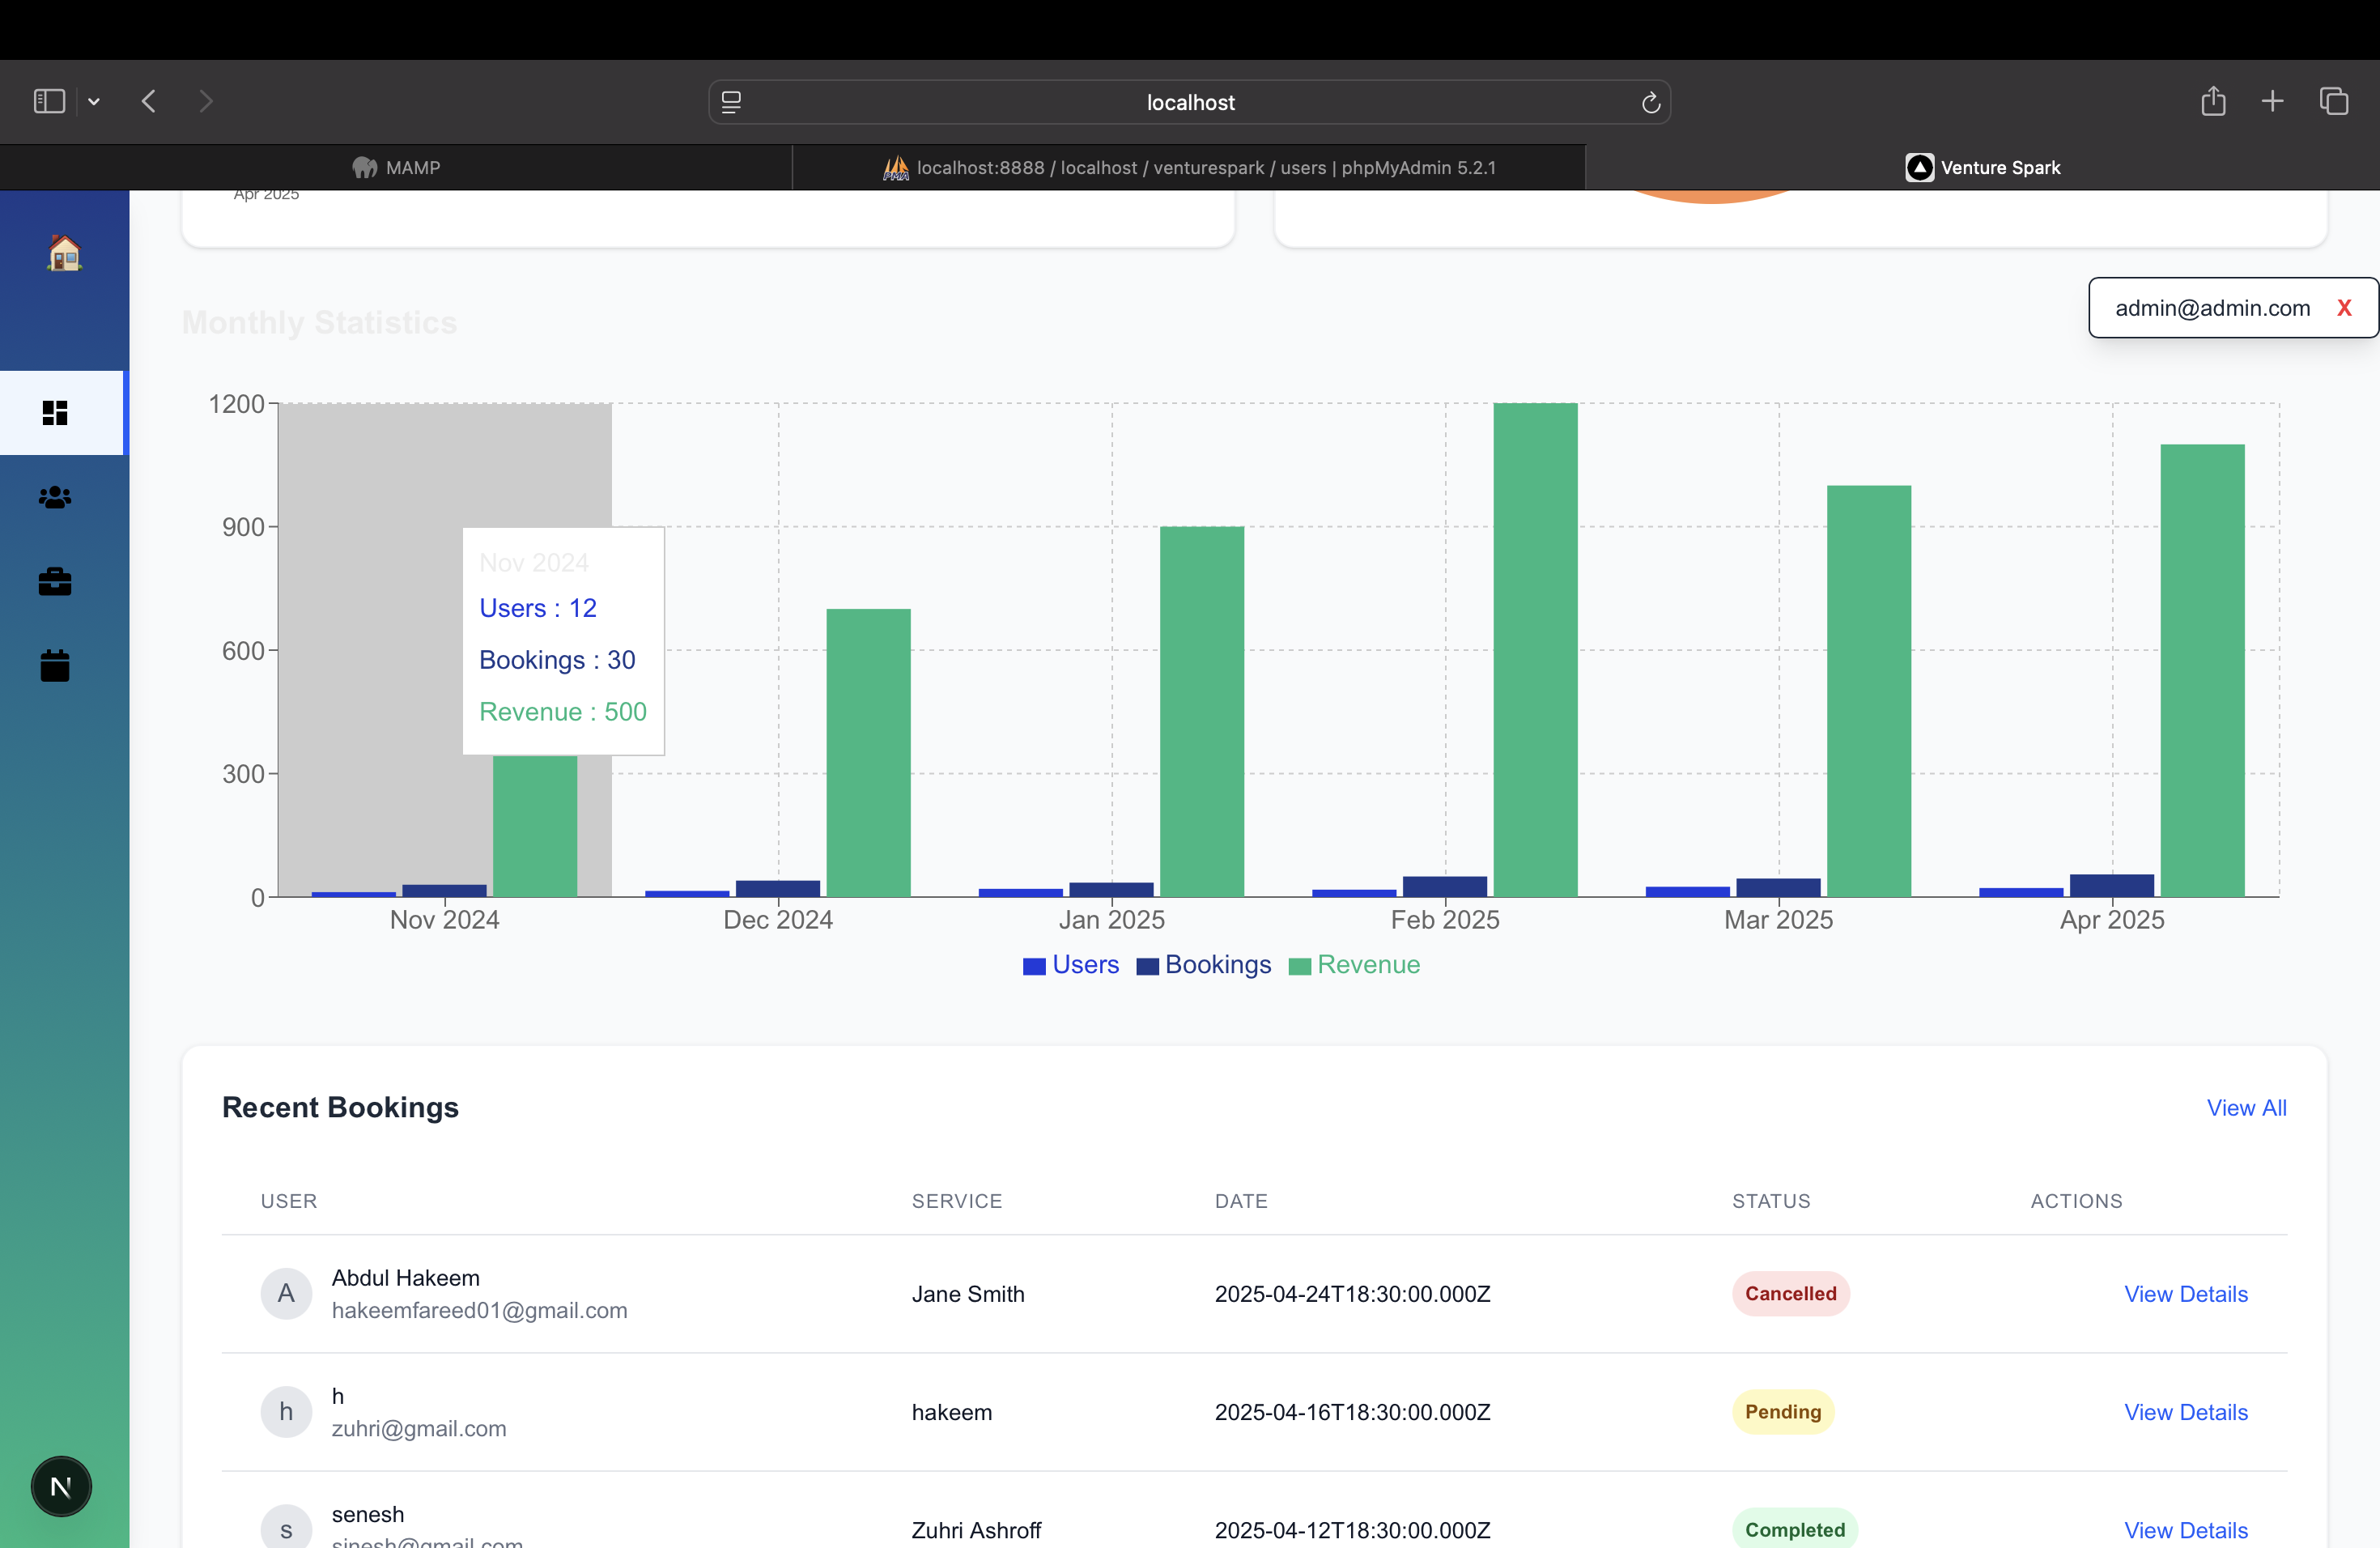 localhost
MAMP
localhost:8888 / localhost / venturespark / users | phpMyAdmin 5.2.1
Venture Spark
Apr 2025
admin@admin.com X
Monthly Statistics
1200
900
600
300
0
Nov 2024
Users : 12
Bookings : 30
Revenue : 500
Nov 2024 Dec 2024 Jan 2025 Feb 2025 Mar 2025 Apr 2025
Users Bookings Revenue
Recent Bookings View All
USER SERVICE DATE STATUS ACTIONS
A Abdul Hakeem
hakeemfareed01@gmail.com
Jane Smith 2025-04-24T18:30:00.000Z Cancelled View Details
h h
zuhri@gmail.com
hakeem 2025-04-16T18:30:00.000Z Pending View Details
s senesh
sinesh@gmail.com
Zuhri Ashroff 2025-04-12T18:30:00.000Z Completed View Details
N